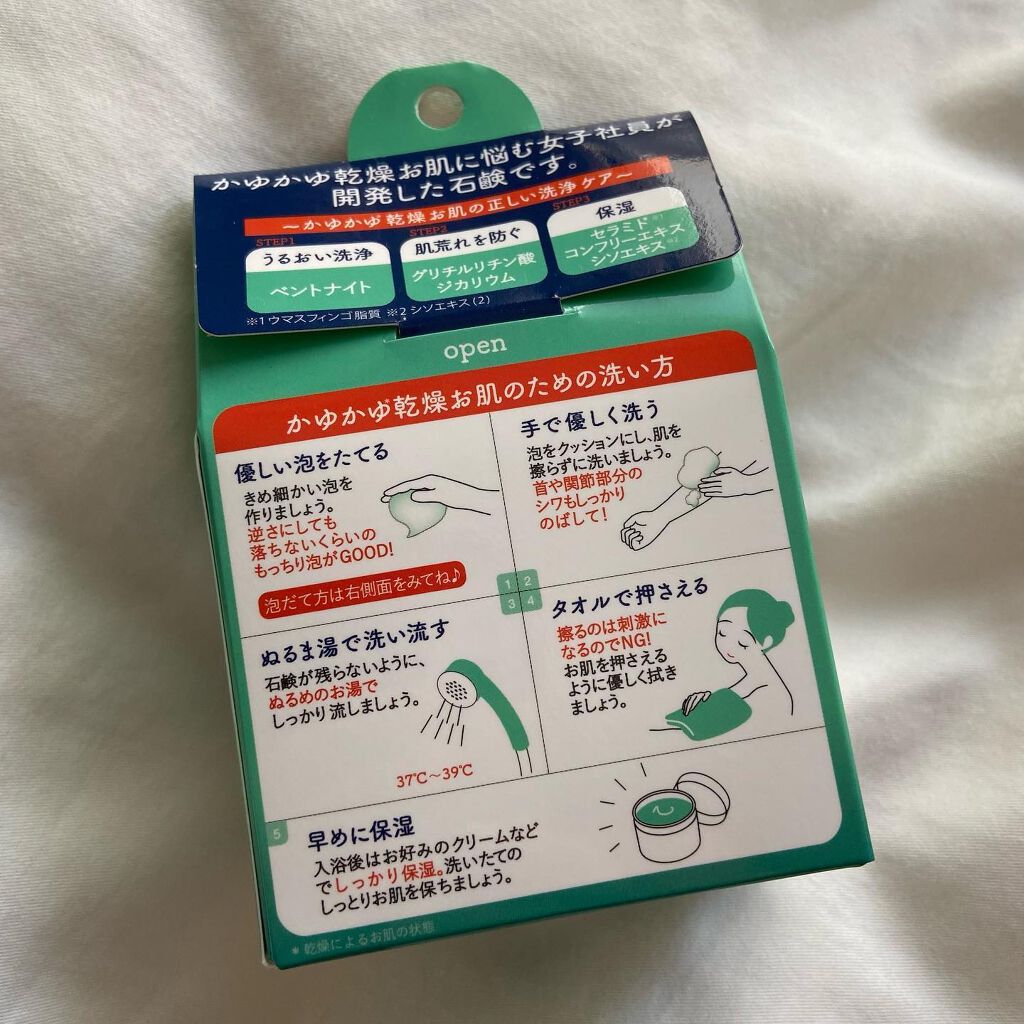 かゆかゆ乾燥お肌に悩む女子社員が
開発した石鹸です。
～かゆかゆ乾燥お肌の正しい洗浄ケア～
STEP1
うるおい洗浄
ベントナイト
STEP2
肌荒れを防ぐ
グリチルリチン酸
ジカリウム
STEP3
保湿
セラミド※1
コンフリーエキス
シソエキス※2
※1 ウマスフィンゴ脂質 ※2 シソエキス(2)
open
かゆかゆ*乾燥お肌のための洗い方
優しい泡をたてる
きめ細かい泡を
作りましょう。
逆さにしても
落ちないくらいの
もっちり泡がGOOD!
泡だて方は右側面をみてね♪
1
手で優しく洗う
泡をクッションにし、肌を
擦らずに洗いましょう。
首や関節部分の
シワもしっかり
のばして!
2
ぬるま湯で洗い流す
石鹸が残らないように、
ぬるめのお湯で
しっかり流しましょう。
37℃～39℃
3
タオルで押さえる
擦るのは刺激に
なるのでNG!
お肌を押さえる
ように優しく拭き
ましょう。
4
5
早めに保湿
入浴後はお好みのクリームなど
でしっかり保湿。洗いたての
しっとりお肌を保ちましょう。
* 乾燥によるお肌の状態